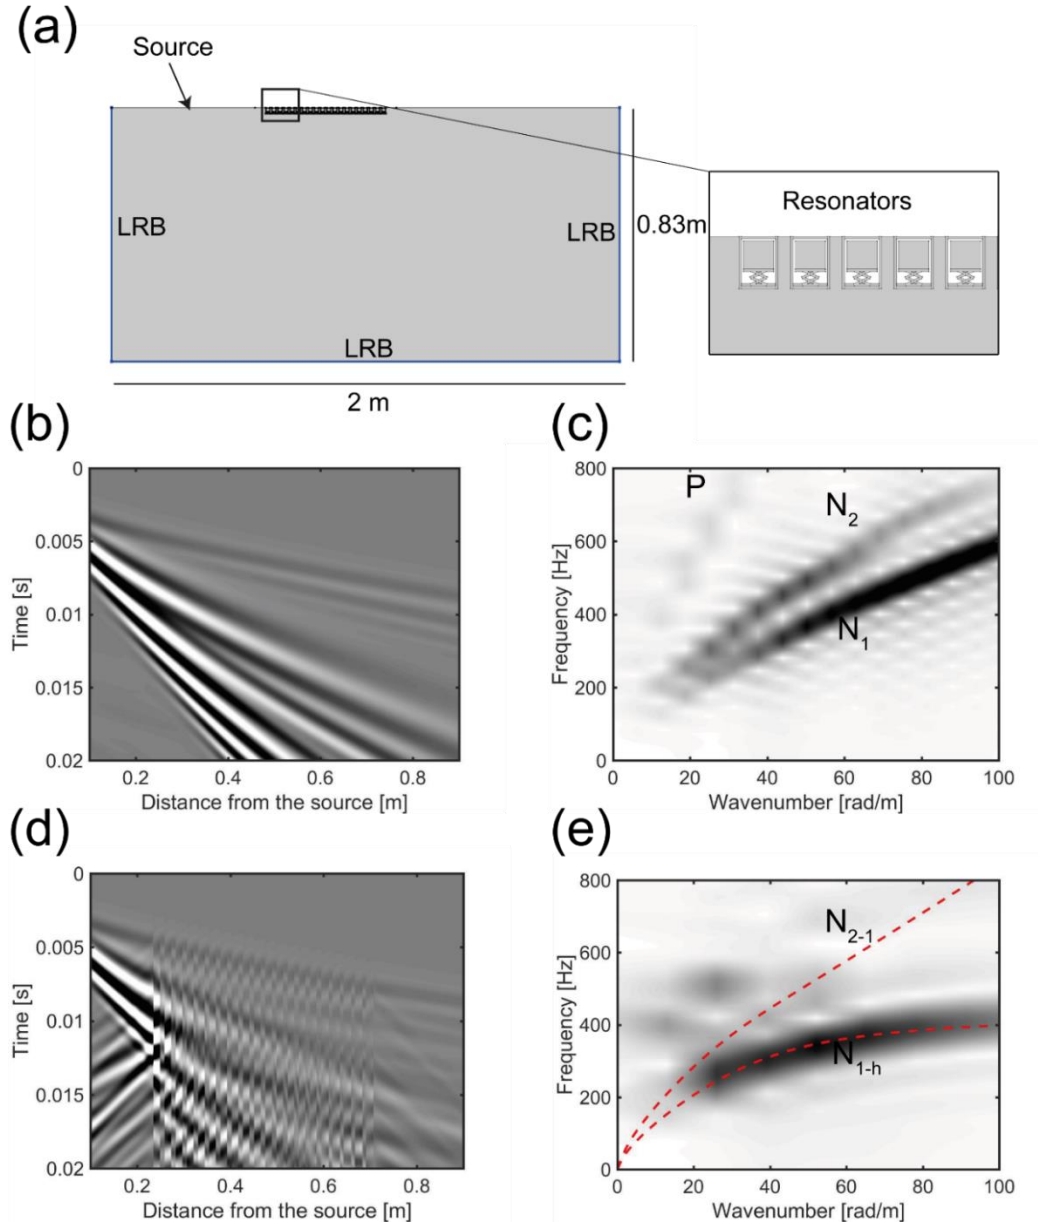 (a)
Source
LRB
LRB
0.83m
LRB
2 m
Resonators
(b)
0
0.005
0.01
0.015
0.02
Time [s]
0.2
0.4
0.6
0.8
Distance from the source [m]
(c)
800
600
400
200
0
Frequency [Hz]
P
N2
N1
0
20
40
60
80
100
Wavenumber [rad/m]
(d)
0
0.005
0.01
0.015
0.02
Time [s]
0.2
0.4
0.6
0.8
Distance from the source [m]
(e)
800
600
400
200
0
Frequency [Hz]
N2-1
N1-h
0
20
40
60
80
100
Wavenumber [rad/m]